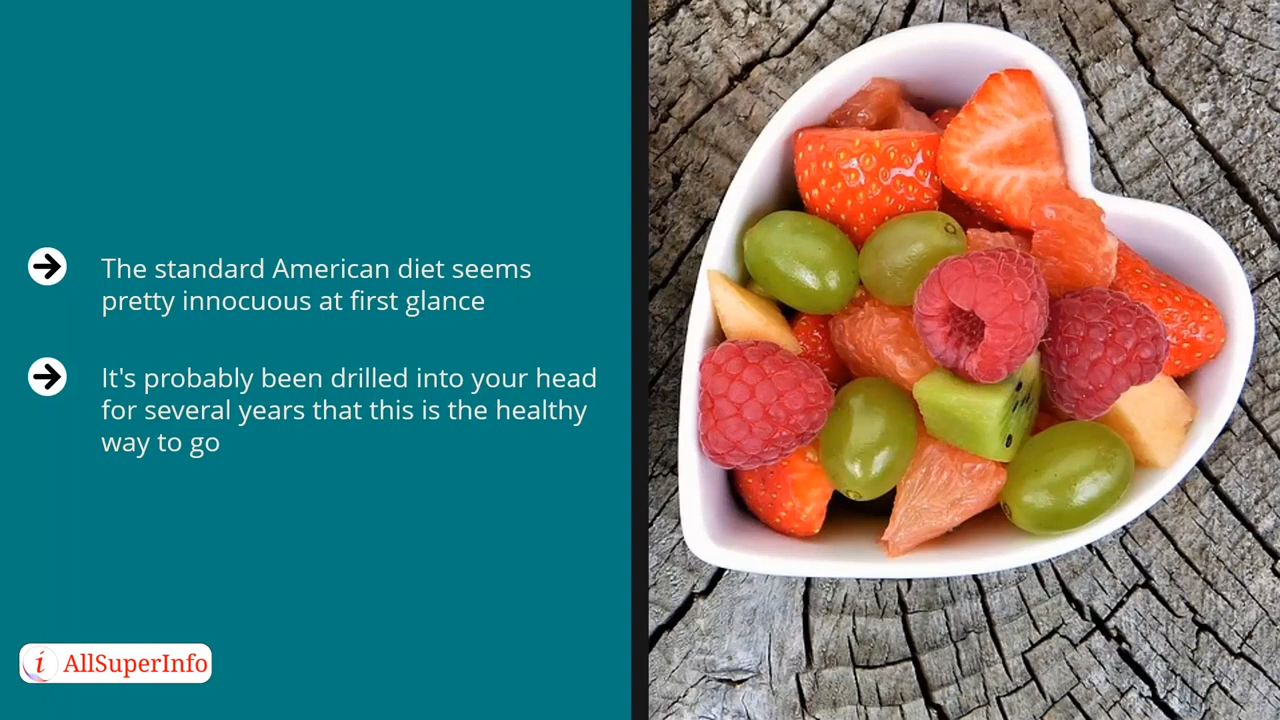 The standard American diet seems
pretty innocuous at first glance
It's probably been drilled into your head
for several years that this is the healthy
way to go
i AllSuperInfo